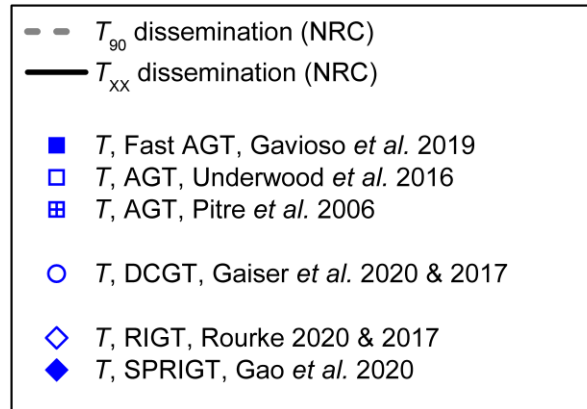 T90 dissemination (NRC)
TXX dissemination (NRC)
T, Fast AGT, Gavioso et al. 2019
T, AGT, Underwood et al. 2016
T, AGT, Pitre et al. 2006
T, DCGT, Gaiser et al. 2020 & 2017
T, RIGT, Rourke 2020 & 2017
T, SPRIGT, Gao et al. 2020